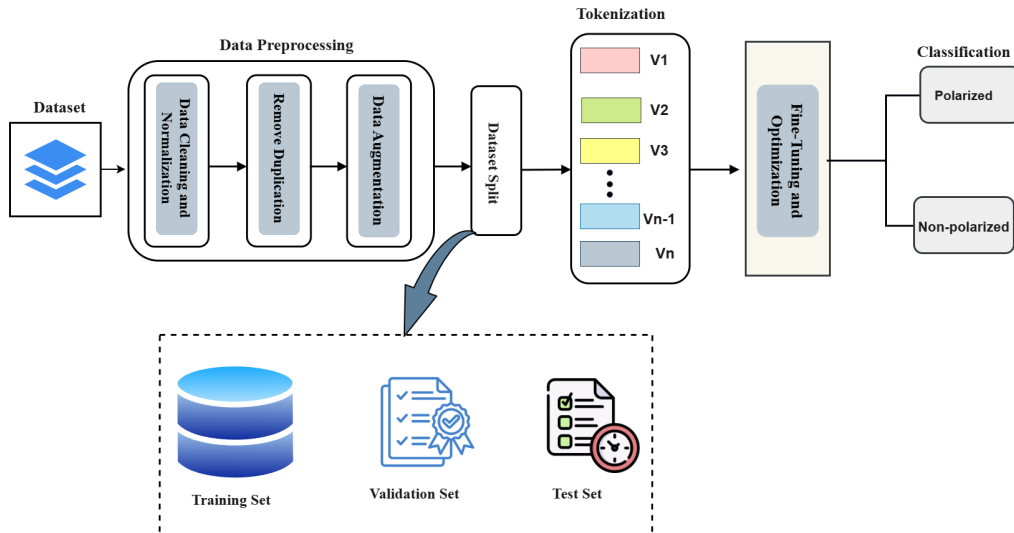 Tokenization
Data Preprocessing
Classification
Dataset
Data Cleaning and
Normalization
Remove Duplication
Data Augmentation
Dataset Split
V1
V2
V3
Vn-1
Vn
Fine-Tuning and
Optimization
Polarized
Non-polarized
Training Set
Validation Set
Test Set